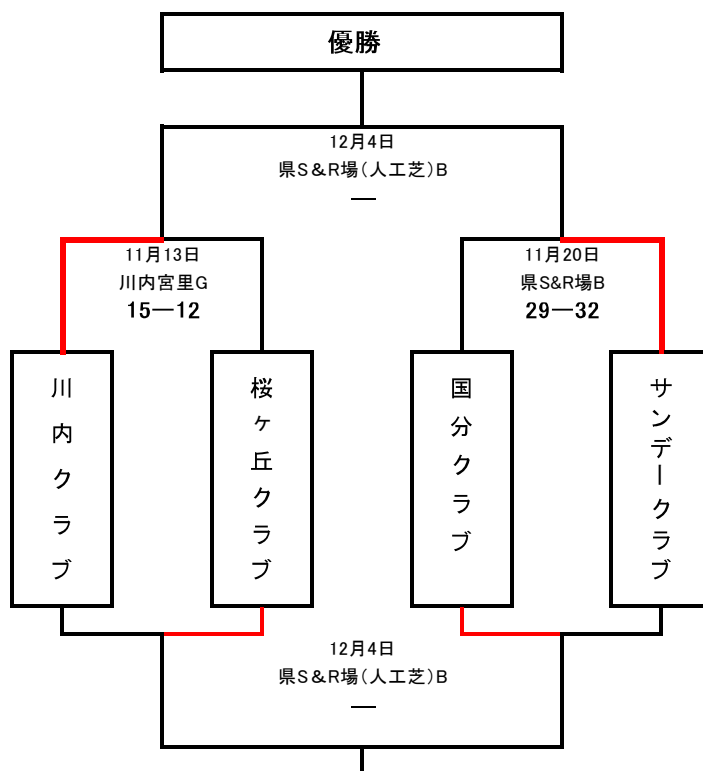 優勝
12月4日
県S&R場(人工芝)B
―
11月13日
川内宮里G
15―12
11月20日
県S&R場B
29―32
川内クラブ
桜ヶ丘クラブ
国分クラブ
サンデークラブ
12月4日
県S&R場(人工芝)B
―